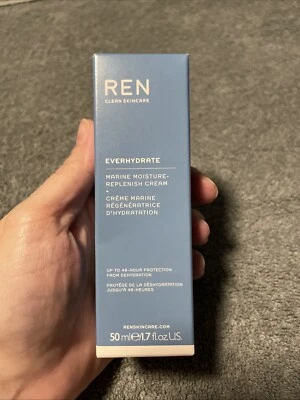 REN
CLEAN SKINCARE
EVERHYDRATE
MARINE MOISTURE-
REPLENISH CREAM
•
CRÈME MARINE
RÉGÉNÉRATRICE
D'HYDRATATION
UP TO 48-HOUR PROTECTION
FROM DEHYDRATION
PROTÈGE DE LA DÉSHYDRATATION
JUSQU'À 48-HEURES
RENSKINCARE.COM
50 ml℮/1.7 fl.oz.U.S.